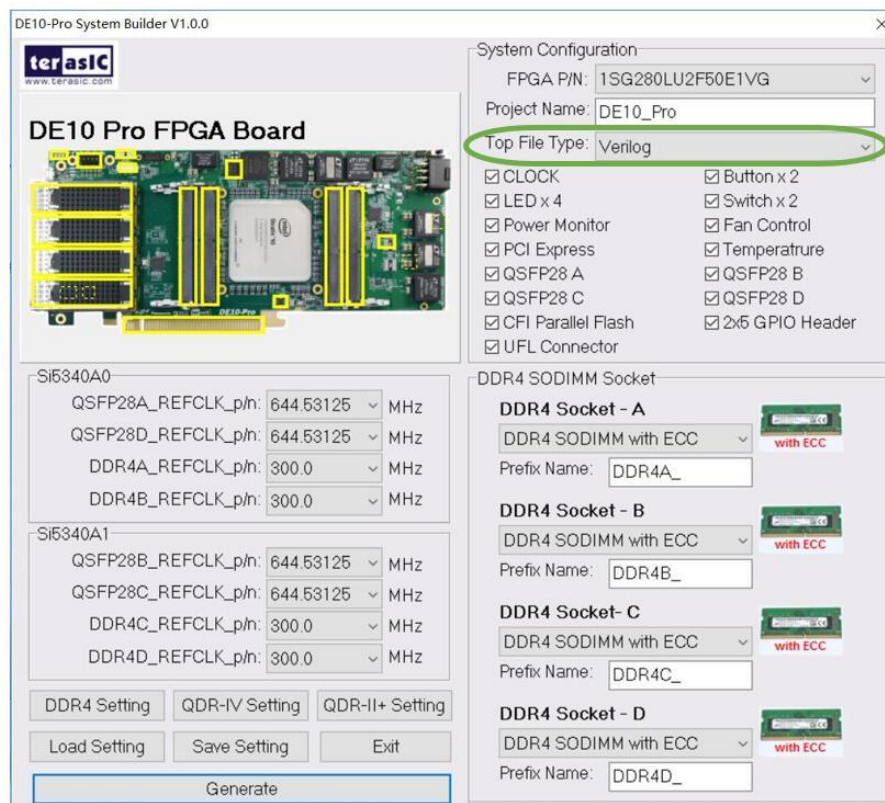 DE10-Pro System Builder V1.0.0
terasIC
www.terasic.com
DE10 Pro FPGA Board
DE10-Pro
System Configuration
FPGA P/N: 1SG280LU2F50E1VG
Project Name: DE10_Pro
Top File Type: Verilog
CLOCK Button x 2
LED x 4 Switch x 2
Power Monitor Fan Control
PCI Express Temperatrure
QSFP28 A QSFP28 B
QSFP28 C QSFP28 D
CFI Parallel Flash 2x5 GPIO Header
UFL Connector
Si5340A0
QSFP28A_REFCLK_p/n: 644.53125 MHz
QSFP28D_REFCLK_p/n: 644.53125 MHz
DDR4A_REFCLK_p/n: 300.0 MHz
DDR4B_REFCLK_p/n: 300.0 MHz
Si5340A1
QSFP28B_REFCLK_p/n: 644.53125 MHz
QSFP28C_REFCLK_p/n: 644.53125 MHz
DDR4C_REFCLK_p/n: 300.0 MHz
DDR4D_REFCLK_p/n: 300.0 MHz
DDR4 Setting QDR-IV Setting QDR-II+ Setting
Load Setting Save Setting Exit
Generate
DDR4 SODIMM Socket
DDR4 Socket - A
DDR4 SODIMM with ECC
with ECC
Prefix Name: DDR4A_
DDR4 Socket - B
DDR4 SODIMM with ECC
with ECC
Prefix Name: DDR4B_
DDR4 Socket- C
DDR4 SODIMM with ECC
with ECC
Prefix Name: DDR4C_
DDR4 Socket - D
DDR4 SODIMM with ECC
with ECC
Prefix Name: DDR4D_